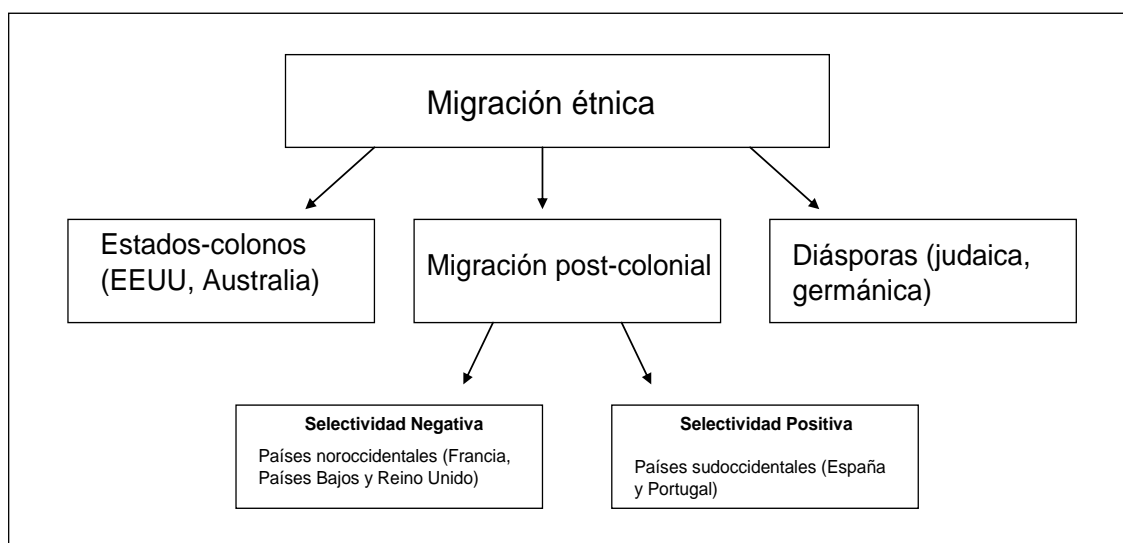 Migración étnica
Estados-colonos
(EEUU, Australia)
Migración post-colonial
Diásporas (judaica,
germánica)
Selectividad Negativa
Países noroccidentales (Francia,
Países Bajos y Reino Unido)
Selectividad Positiva
Países sudoccidentales (España
y Portugal)